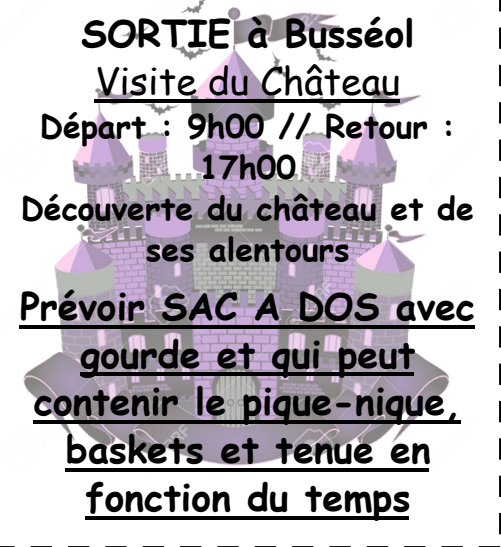 SORTIE à Busséol
Visite du Château
Départ : 9h00 // Retour :
17h00
Découverte du château et de
ses alentours
Prévoir SAC A DOS avec
gourde et qui peut
contenir le pique-nique,
baskets et tenue en
fonction du temps